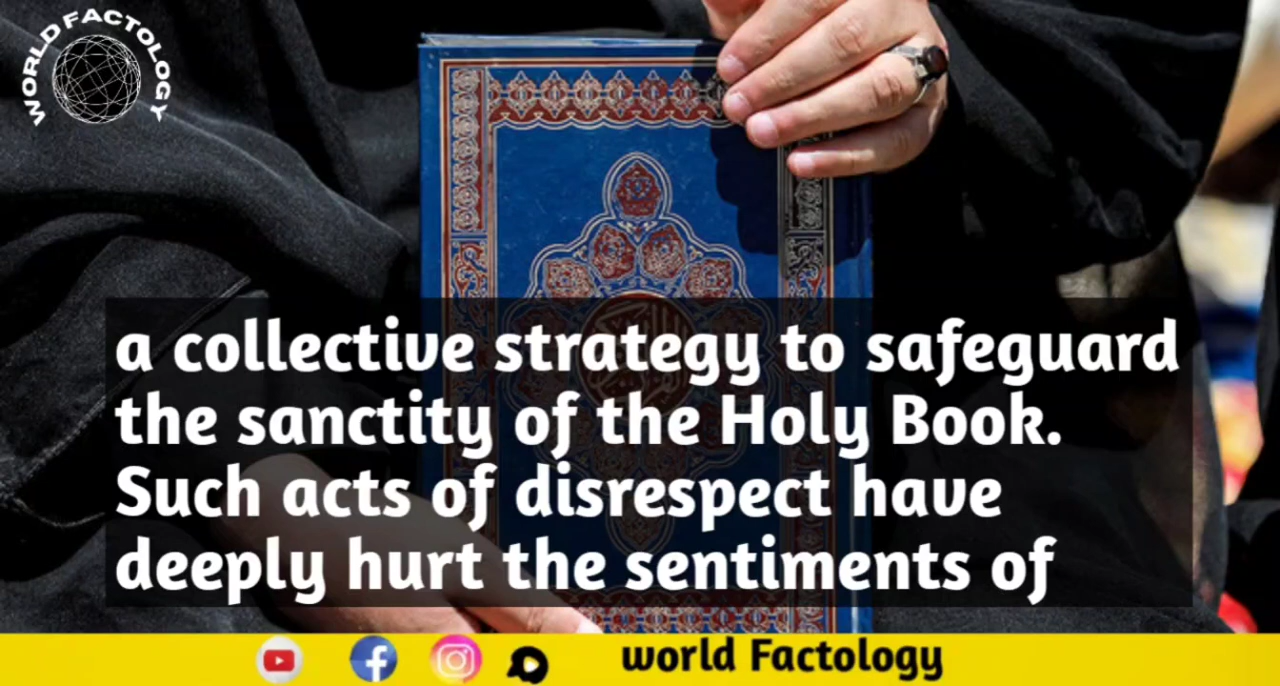 WORLD FACTOLOGY
a collective strategy to safeguard
the sanctity of the Holy Book.
Such acts of disrespect have
deeply hurt the sentiments of
world Factology